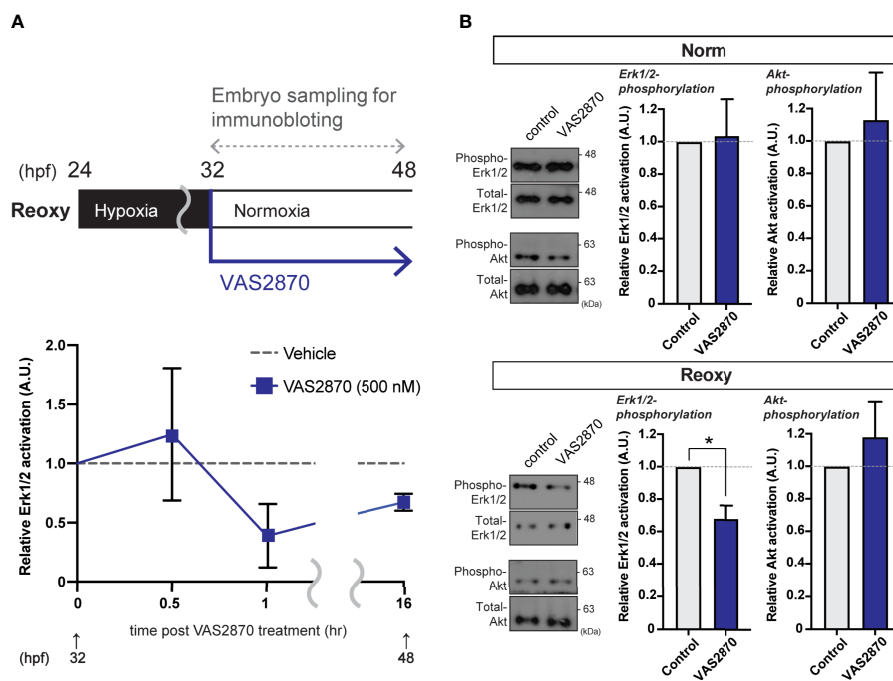 A
Embryo sampling for
immunobloting
(hpf) 24 32 48
Reoxy Hypoxia Normoxia
VAS2870
Relative Erk1/2 activation (A.U.)
2.0
1.5
1.0
0.5
0
Vehicle
VAS2870 (500 nM)
0 0.5 1 16
time post VAS2870 treatment (hr)
(hpf) 32 48
B
Norm
control VAS2870
Phospho-
Erk1/2
48
Total-
Erk1/2
48
Phospho-
Akt
63
Total-
Akt
63
(kDa)
Erk1/2-
phosphorylation
Relative Erk1/2 activation (A.U.)
1.2
1.0
0.8
0.6
1.4
1.2
0
Control VAS2870
Akt-
phosphorylation
Relative Akt activation (A.U.)
1.2
1.0
0.8
0.6
1.4
1.2
0
Control VAS2870
Reoxy
control VAS2870
Phospho-
Erk1/2
48
Total-
Erk1/2
48
Phospho-
Akt
63
Total-
Akt
63
(kDa)
Erk1/2-
phosphorylation
Relative Erk1/2 activation (A.U.)
1.2
1.0
0.8
0.6
1.4
1.2
0
*
Control VAS2870
Akt-
phosphorylation
Relative Akt activation (A.U.)
1.2
1.0
0.8
0.6
1.4
1.2
0
Control VAS2870